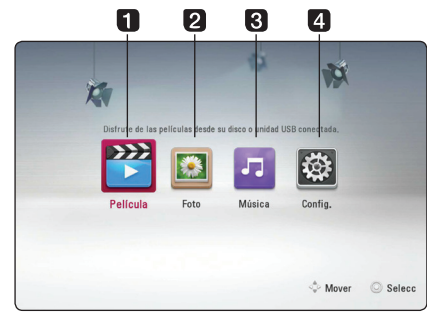 1 2 3 4
Disfrute de las películas desde su disco o unidad USB conectada.
Película Foto Música Config.
Mover Selecc